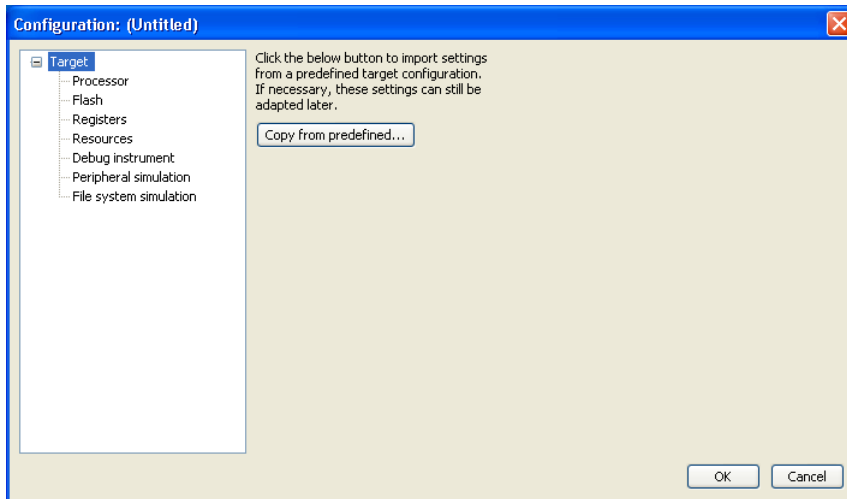 Configuration: (Untitled)
Target
Processor
Flash
Registers
Resources
Debug instrument
Peripheral simulation
File system simulation
Click the below button to import settings
from a predefined target configuration.
If necessary, these settings can still be
adapted later.
Copy from predefined...
OK
Cancel